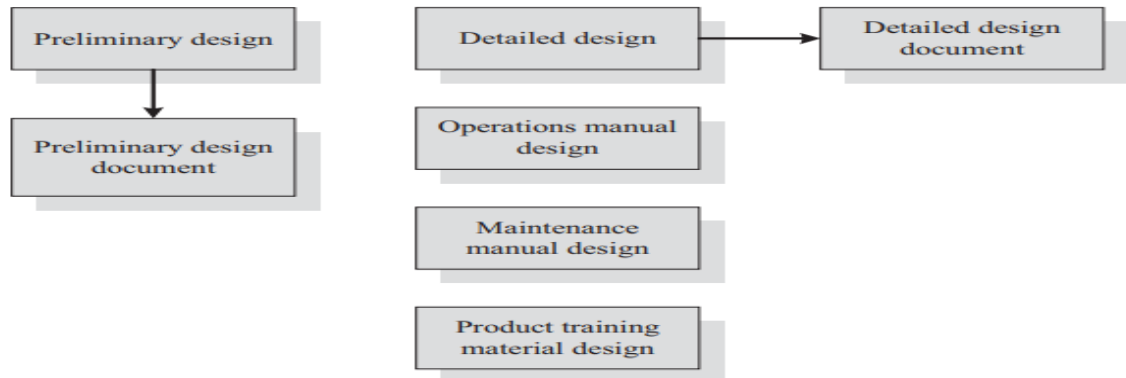 Preliminary design
Preliminary design
document
Detailed design
Detailed design
document
Operations manual
design
Maintenance
manual design
Product training
material design